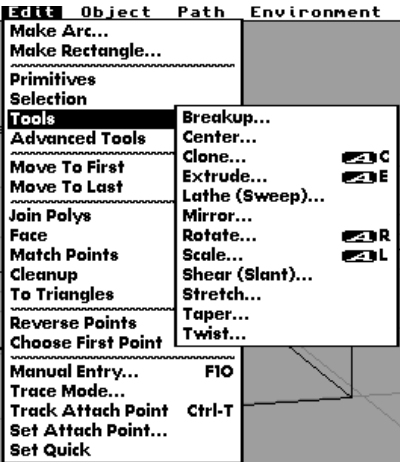 Edit Object Path Environment
Make Arc...
Make Rectangle...
Primitives
Selection
Tools
Advanced Tools
Move To First
Move To Last
Join Polys
Face
Match Points
Cleanup
To Triangles
Reverse Points
Choose First Point
Manual Entry... F10
Trace Mode...
Track Attach Point Ctrl-T
Set Attach Point...
Set Quick
Breakup...
Center...
Clone... A C
Extrude... A E
Lathe (Sweep)...
Mirror...
Rotate... A R
Scale... A L
Shear (Slant)...
Stretch...
Taper...
Twist...